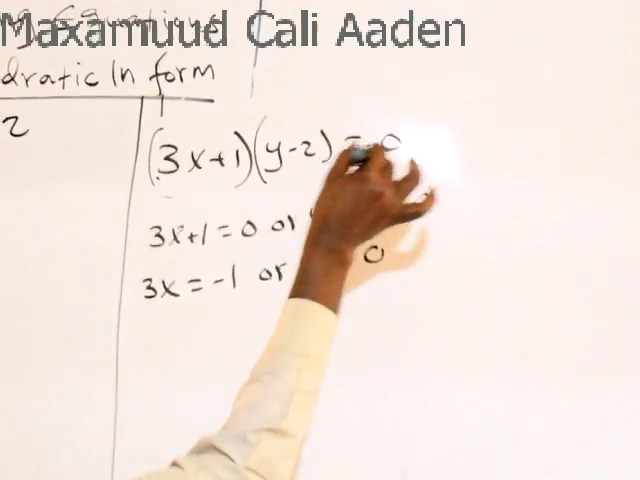 Equations
Maxamuud Cali Aaden
dratic In form
2
(3x+1)(y-2) = 0
3x+1=0 or
3x = -1 or 0